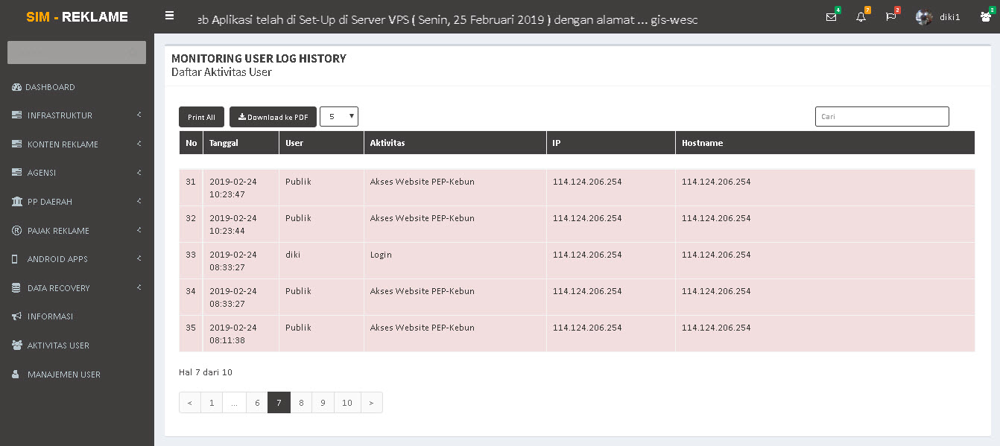 SIM - REKLAME
eb Aplikasi telah di Set-Up di Server VPS ( Senin, 25 Februari 2019 ) dengan alamat ... gis-wesc
4
7
3
diki1
3
DASHBOARD
INFRASTRUKTUR
KONTEN REKLAME
AGENSI
PP DAERAH
PAJAK REKLAME
ANDROID APPS
DATA RECOVERY
INFORMASI
AKTIVITAS USER
MANAJEMEN USER
MONITORING USER LOG HISTORY
Daftar Aktivitas User
Print All Download ke PDF 5 Cari
No Tanggal User Aktivitas IP Hostname
31 2019-02-24 Publik Akses Website PEP-Kebun 114.124.206.254 114.124.206.254
10:23:47
32 2019-02-24 Publik Akses Website PEP-Kebun 114.124.206.254 114.124.206.254
10:23:44
33 2019-02-24 diki Login 114.124.206.254 114.124.206.254
08:33:27
34 2019-02-24 Publik Akses Website PEP-Kebun 114.124.206.254 114.124.206.254
08:33:27
35 2019-02-24 Publik Akses Website PEP-Kebun 114.124.206.254 114.124.206.254
08:11:38
Hal 7 dari 10
< 1 ... 6 7 8 9 10 >